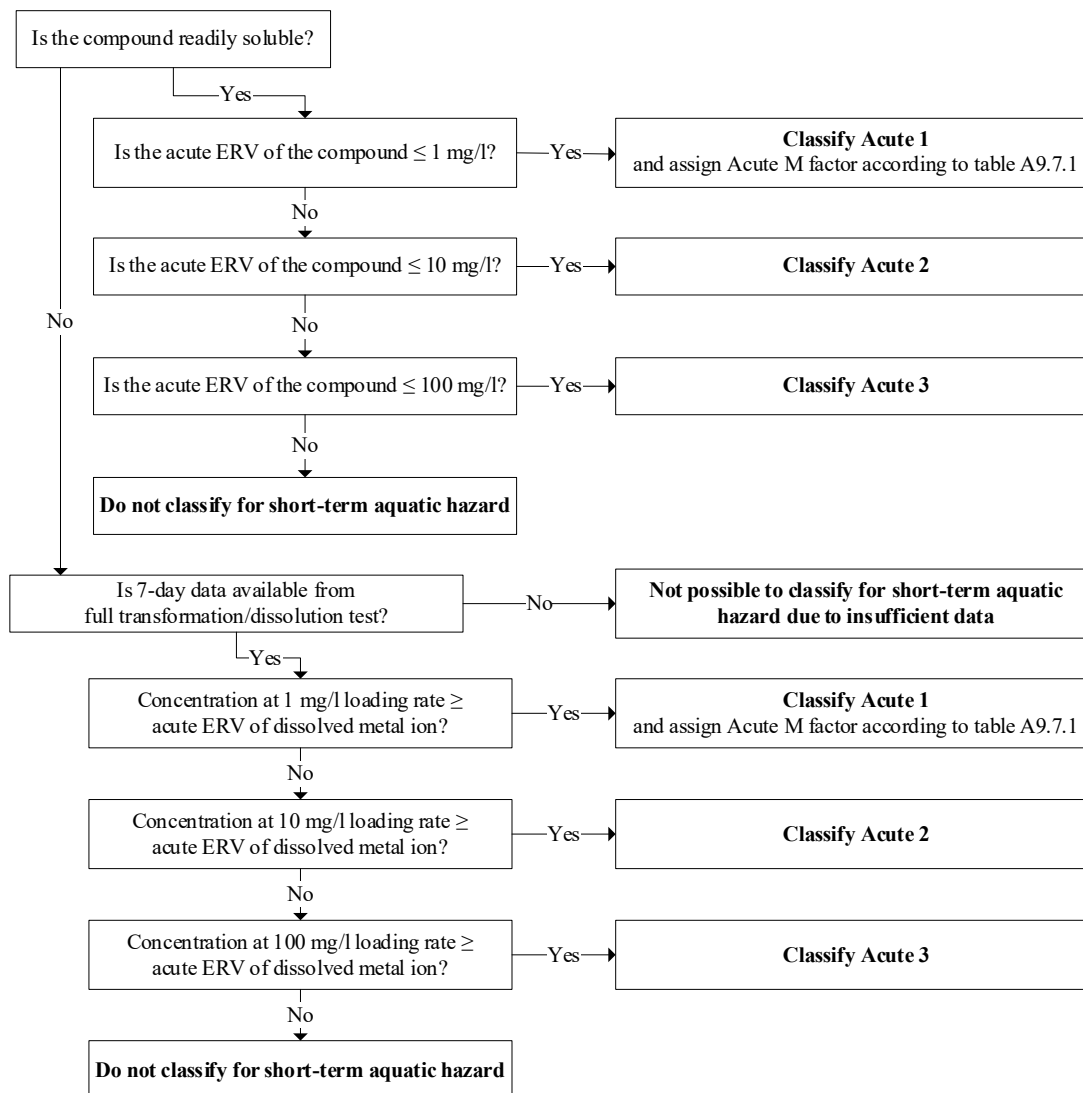 Is the compound readily soluble?
Yes
Is the acute ERV of the compound ≤ 1 mg/l?
Yes
Classify Acute 1
and assign Acute M factor according to table A9.7.1
No
Is the acute ERV of the compound ≤ 10 mg/l?
Yes
Classify Acute 2
No
No
Is the acute ERV of the compound ≤ 100 mg/l?
Yes
Classify Acute 3
No
Do not classify for short-term aquatic hazard
Is 7-day data available from
full transformation/dissolution test?
No
Not possible to classify for short-term aquatic
hazard due to insufficient data
Yes
Concentration at 1 mg/l loading rate ≥
acute ERV of dissolved metal ion?
Yes
Classify Acute 1
and assign Acute M factor according to table A9.7.1
No
Concentration at 10 mg/l loading rate ≥
acute ERV of dissolved metal ion?
Yes
Classify Acute 2
No
Concentration at 100 mg/l loading rate ≥
acute ERV of dissolved metal ion?
Yes
Classify Acute 3
No
Do not classify for short-term aquatic hazard